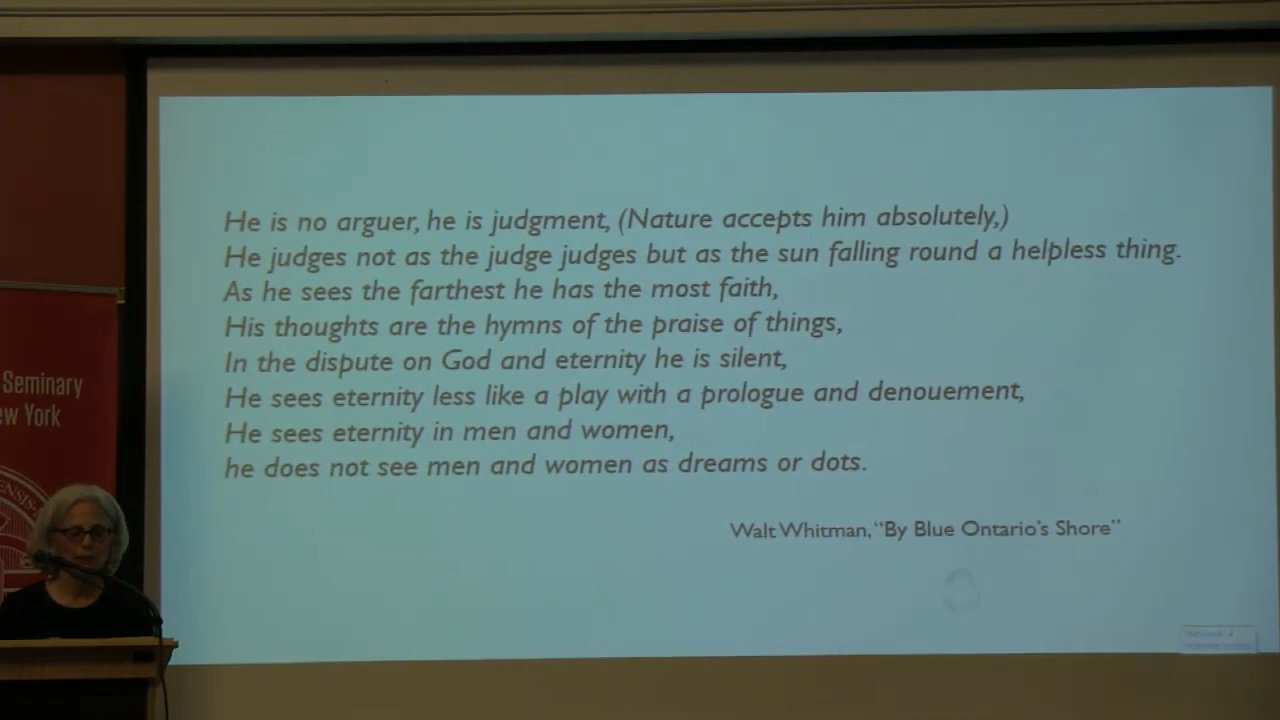 He is no arguer, he is judgment, (Nature accepts him absolutely,)
He judges not as the judge judges but as the sun falling round a helpless thing.
As he sees the farthest he has the most faith,
His thoughts are the hymns of the praise of things,
In the dispute on God and eternity he is silent,
He sees eternity less like a play with a prologue and denouement,
He sees eternity in men and women,
he does not see men and women as dreams or dots.
Walt Whitman, “By Blue Ontario’s Shore”
Seminary
ew York